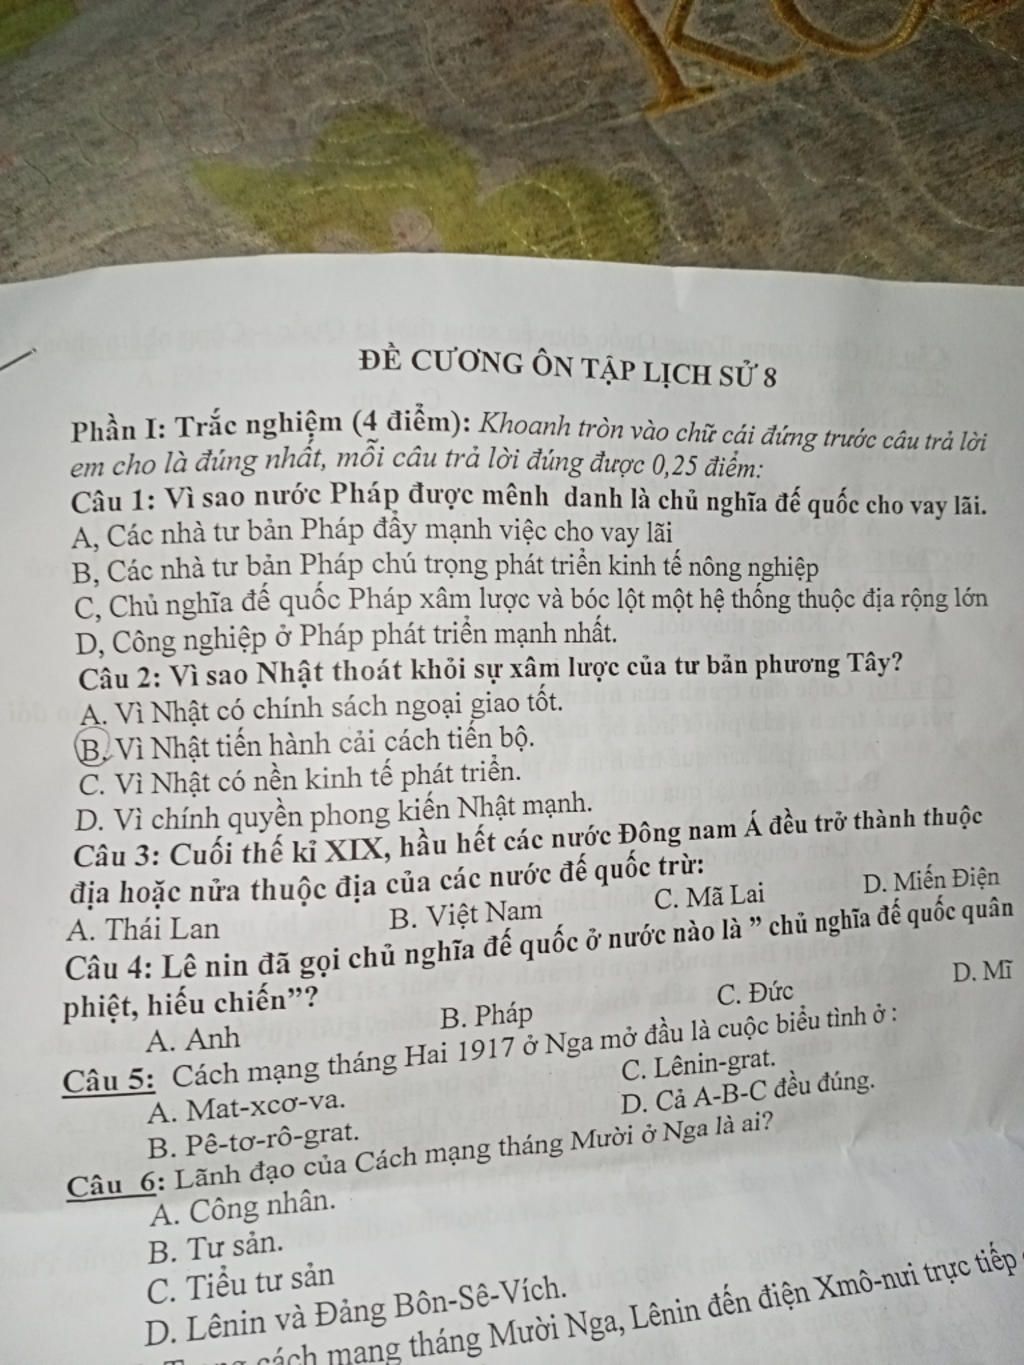 ĐỀ CƯƠNG ÔN TẬP LỊCH SỬ 8
Phần I: Trắc nghiệm (4 điểm): Khoanh tròn vào chữ cái đứng trước câu trả lời
em cho là đúng nhất, mỗi câu trả lời đúng được 0,25 điểm:
Câu 1: Vì sao nước Pháp được mênh danh là chủ nghĩa đế quốc cho vay lãi.
A, Các nhà tư bản Pháp đẩy mạnh việc cho vay lãi
B, Các nhà tư bản Pháp chú trọng phát triển kinh tế nông nghiệp
C, Chủ nghĩa đế quốc Pháp xâm lược và bóc lột một hệ thống thuộc địa rộng lớn
D, Công nghiệp ở Pháp phát triển mạnh nhất.
Câu 2: Vì sao Nhật thoát khỏi sự xâm lược của tư bản phương Tây?
A. Vì Nhật có chính sách ngoại giao tốt.
B. Vì Nhật tiến hành cải cách tiến bộ.
C. Vì Nhật có nền kinh tế phát triển.
D. Vì chính quyền phong kiến Nhật mạnh.
Câu 3: Cuối thế kỉ XIX, hầu hết các nước Đông nam Á đều trở thành thuộc
địa hoặc nửa thuộc địa của các nước đế quốc trừ:
A. Thái Lan B. Việt Nam C. Mã Lai D. Miến Điện
Câu 4: Lê nin đã gọi chủ nghĩa đế quốc ở nước nào là ” chủ nghĩa đế quốc quân
phiệt, hiếu chiến”?
A. Anh B. Pháp C. Đức D. Mĩ
Câu 5: Cách mạng tháng Hai 1917 ở Nga mở đầu là cuộc biểu tình ở :
A. Mat-xcơ-va. C. Lênin-grat.
B. Pê-tơ-rô-grat. D. Cả A-B-C đều đúng.
Câu 6: Lãnh đạo của Cách mạng tháng Mười ở Nga là ai?
A. Công nhân.
B. Tư sản.
C. Tiểu tư sản
D. Lênin và Đảng Bôn-Sê-Vích.
cách mạng tháng Mười Nga, Lênin đến điện Xmô-nưi trực tiếp